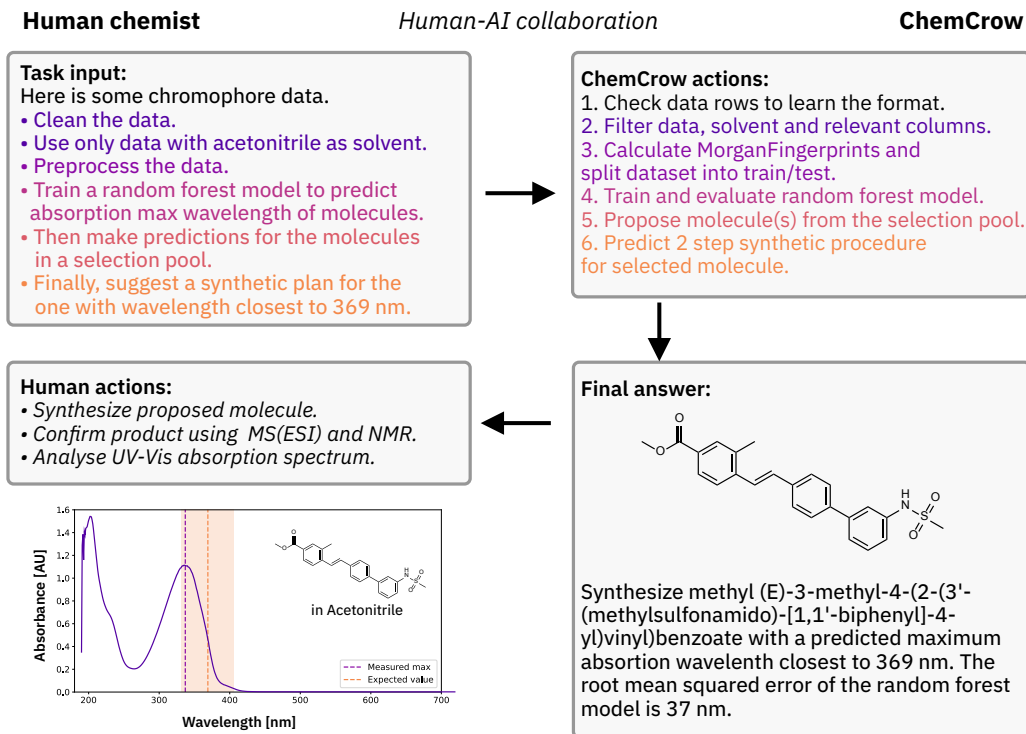 Human chemist
Human-AI collaboration
ChemCrow
Task input:
Here is some chromophore data.
• Clean the data.
• Use only data with acetonitrile as solvent.
• Preprocess the data.
• Train a random forest model to predict
absorption max wavelength of molecules.
• Then make predictions for the molecules
in a selection pool.
• Finally, suggest a synthetic plan for the
one with wavelength closest to 369 nm.
ChemCrow actions:
1. Check data rows to learn the format.
2. Filter data, solvent and relevant columns.
3. Calculate MorganFingerprints and
split dataset into train/test.
4. Train and evaluate random forest model.
5. Propose molecule(s) from the selection pool.
6. Predict 2 step synthetic procedure
for selected molecule.
Human actions:
• Synthesize proposed molecule.
• Confirm product using MS(ESI) and NMR.
• Analyse UV-Vis absorption spectrum.
Final answer:
O
O
H
N
O
S
O
Synthesize methyl (E)-3-methyl-4-(2-(3'-
(methylsulfonamido)-[1,1'-biphenyl]-4-
yl)vinyl)benzoate with a predicted maximum
absortion wavelenth closest to 369 nm. The
root mean squared error of the random forest
model is 37 nm.
Absorbance [AU]
1.6
1.4
1.2
1.0
0.8
0.6
0.4
0.2
0.0
200
300
400
500
600
700
Wavelength [nm]
O
O
H
N
O
S
O
in Acetonitrile
Measured max
Expected value